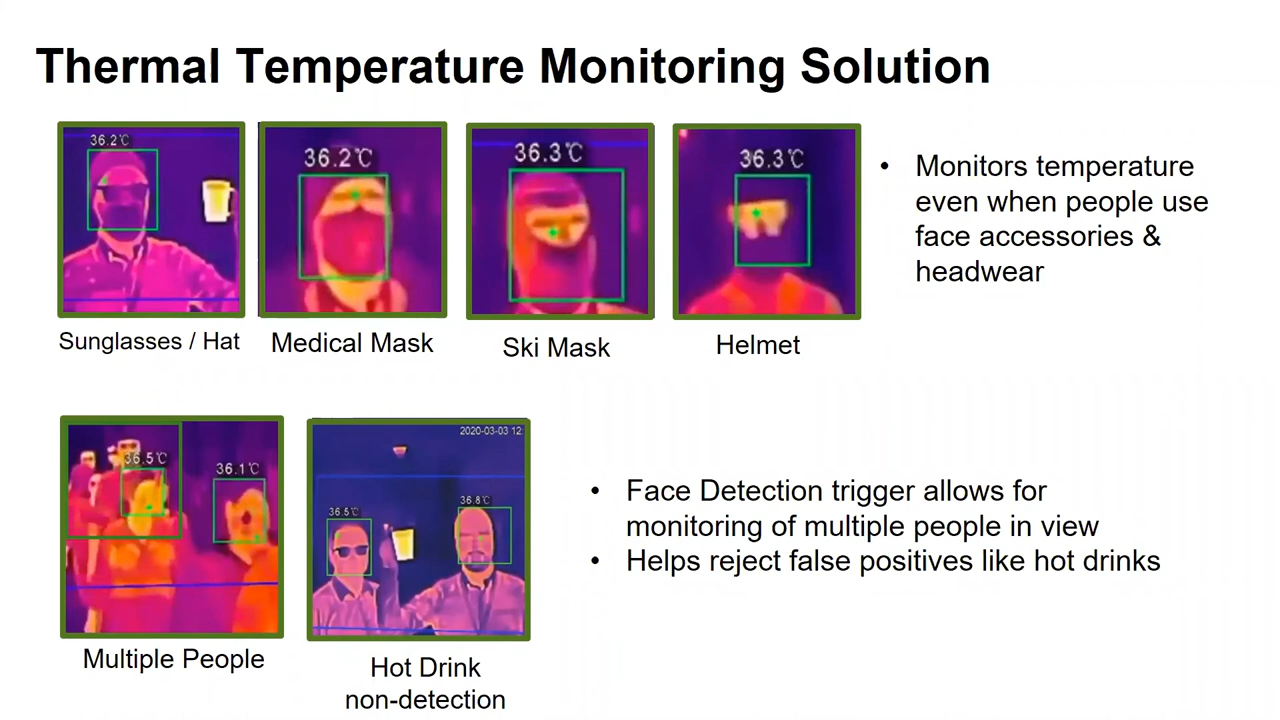 Thermal Temperature Monitoring Solution
36.2℃
36.2℃
36.3℃
36.3℃
Sunglasses / Hat
Medical Mask
Ski Mask
Helmet
• Monitors temperature
even when people use
face accessories &
headwear
36.5℃
36.1℃
2020-03-03 12
36.5℃
36.8℃
Multiple People
Hot Drink
non-detection
• Face Detection trigger allows for
monitoring of multiple people in view
• Helps reject false positives like hot drinks